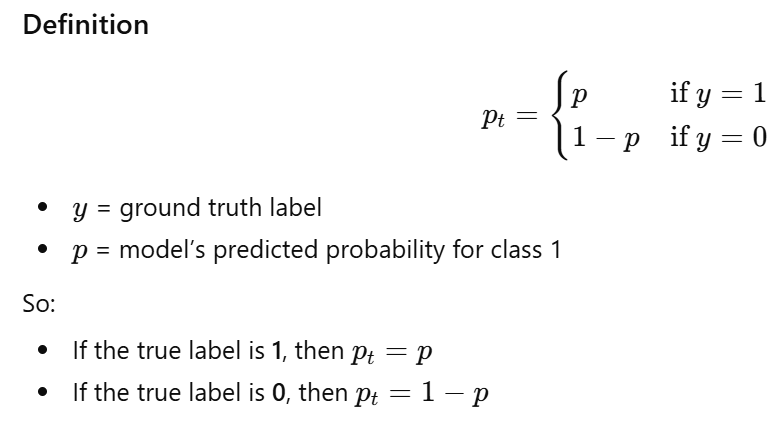 Definition
p_t = { p if y = 1
1 − p if y = 0
• y = ground truth label
• p = model’s predicted probability for class 1
So:
• If the true label is 1, then p_t = p
• If the true label is 0, then p_t = 1 − p